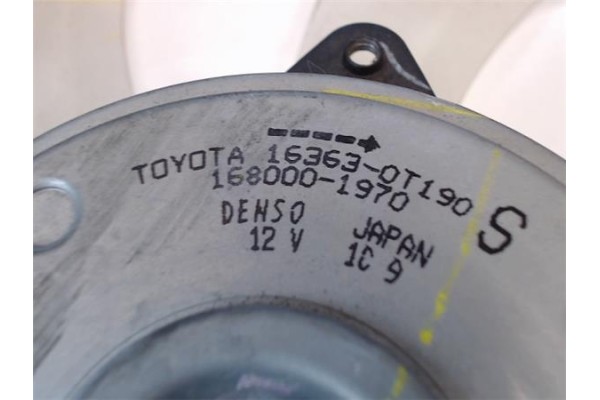 TOYOTA 16363-0T190
168000-1970
DENSO JAPAN
12 V 1C 9
S